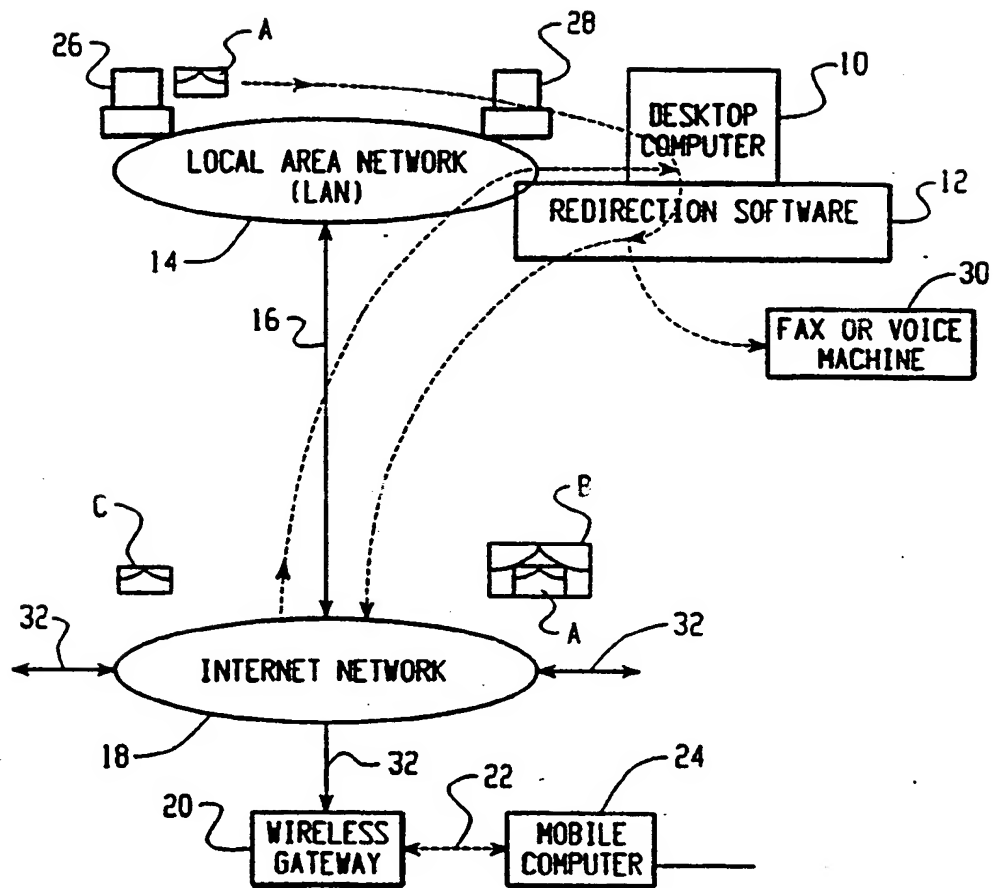 26
A
28
10
DESKTOP
COMPUTER
LOCAL AREA NETWORK
(LAN)
12
REDIRECTION SOFTWARE
14
30
16
FAX OR VOICE
MACHINE
C
B
A
32
32
INTERNET NETWORK
18
32
24
20
22
WIRELESS
GATEWAY
MOBILE
COMPUTER